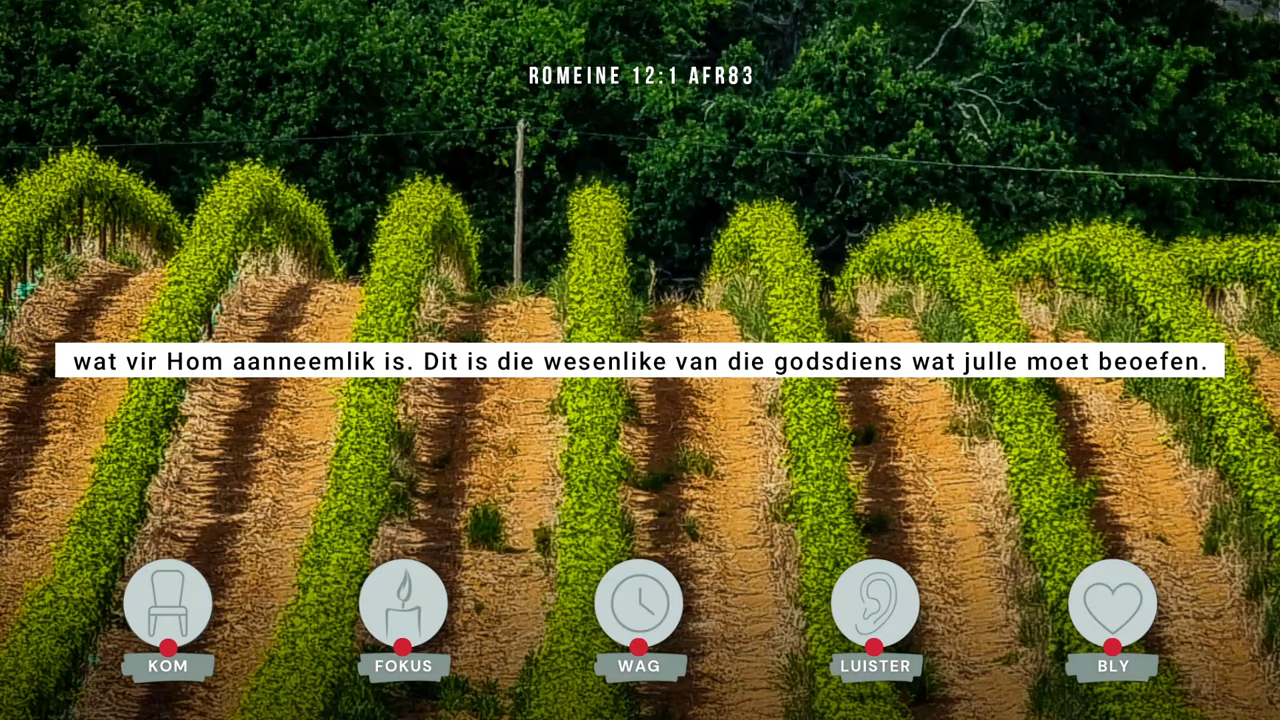 ROMEINE 12:1 AFR83
wat vir Hom aanneemlik is. Dit is die wesenlike van die godsdiens wat julle moet beoefen.
KOM
FOKUS
WAG
LUISTER
BLY